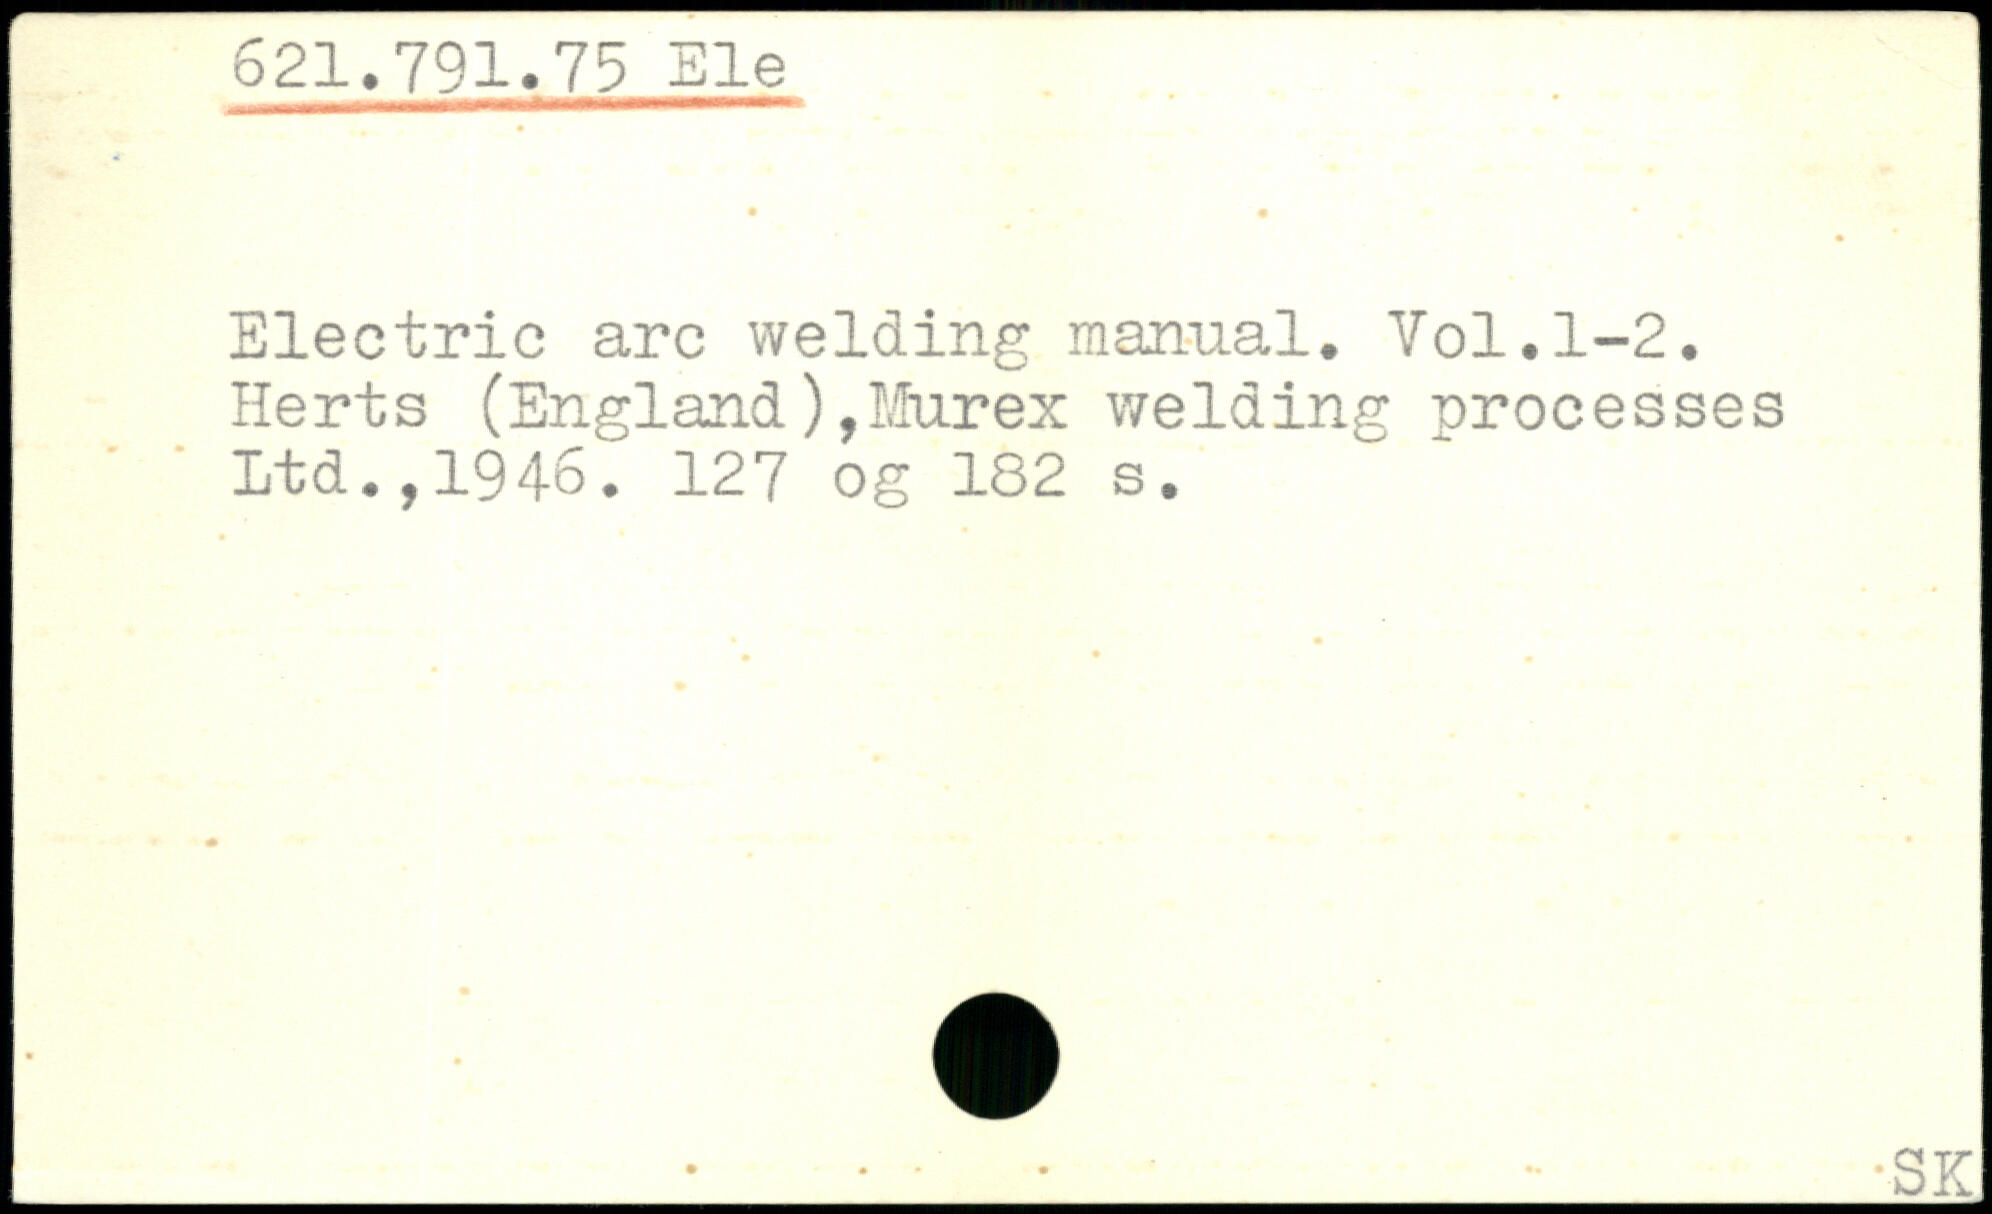 621.791.75 Ele
Electric arc welding manual. Vol.1-2.
Herts (England),Murex welding processes
Ltd.,1946. 127 og 182 s.
SK